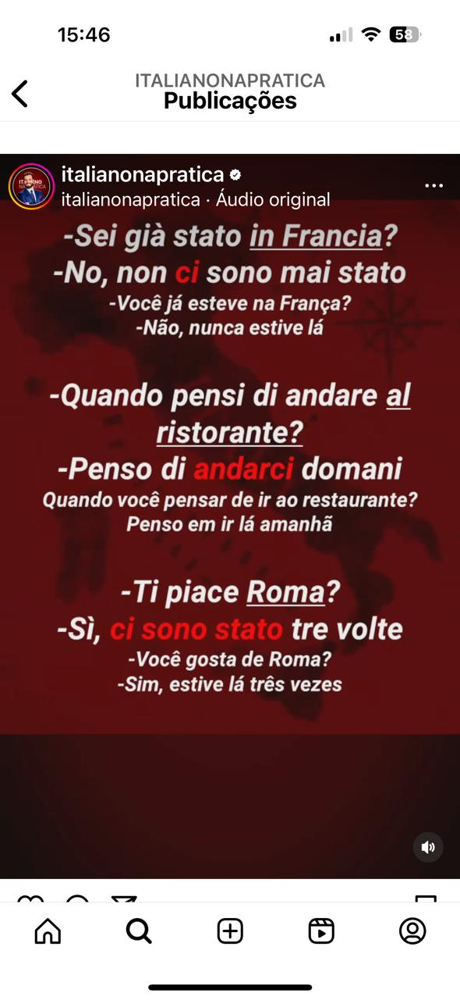 15:46
58
ITALIANONAPRATICA
Publicações
italianonapratica
italianonapratica · Áudio original
-Sei già stato in Francia?
-No, non ci sono mai stato
-Você já esteve na França?
-Não, nunca estive lá
-Quando pensi di andare al
ristorante?
-Penso di andarci domani
Quando você pensar de ir ao restaurante?
Penso em ir lá amanhã
-Ti piace Roma?
-Sì, ci sono stato tre volte
-Você gosta de Roma?
-Sim, estive lá três vezes